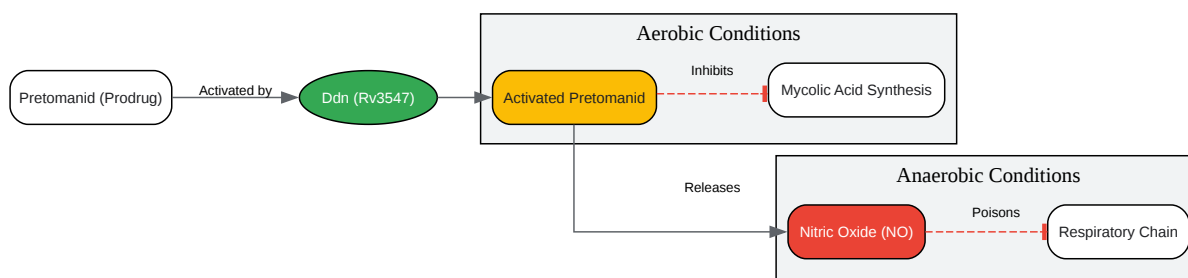 Aerobic Conditions
Pretomanid (Prodrug)
Activated by
Ddn (Rv3547)
Activated Pretomanid
Inhibits
Mycolic Acid Synthesis
Releases
Anaerobic Conditions
Nitric Oxide (NO)
Poisons
Respiratory Chain